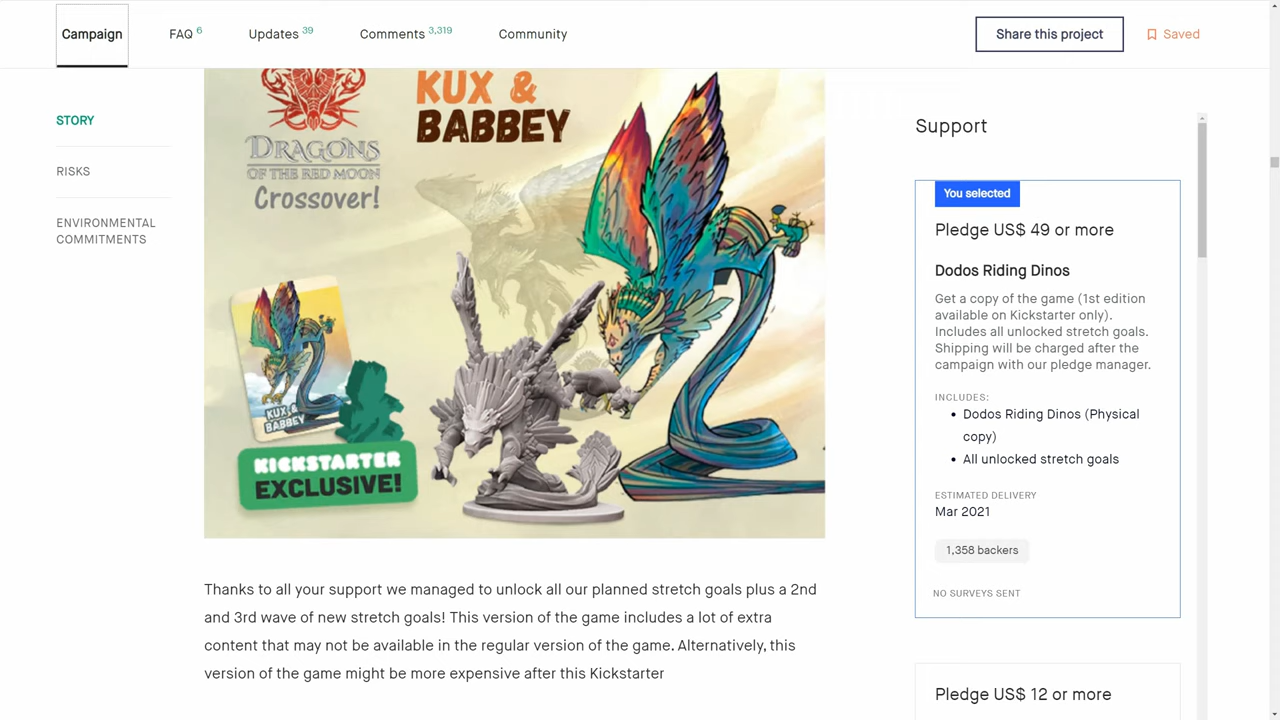 Campaign
FAQ 6
Updates 39
Comments 3,319
Community
Share this project
Saved
STORY
RISKS
ENVIRONMENTAL
COMMITMENTS
KUX &
BABBEY
DRAGONS
OF THE RED MOON
Crossover!
KUX &
BABBEY
KICKSTARTER
EXCLUSIVE!
Thanks to all your support we managed to unlock all our planned stretch goals plus a 2nd
and 3rd wave of new stretch goals! This version of the game includes a lot of extra
content that may not be available in the regular version of the game. Alternatively, this
version of the game might be more expensive after this Kickstarter
Support
You selected
Pledge US$ 49 or more
Dodos Riding Dinos
Get a copy of the game (1st edition
available on Kickstarter only).
Includes all unlocked stretch goals.
Shipping will be charged after the
campaign with our pledge manager.
INCLUDES:
• Dodos Riding Dinos (Physical
copy)
• All unlocked stretch goals
ESTIMATED DELIVERY
Mar 2021
1,358 backers
NO SURVEYS SENT
Pledge US$ 12 or more